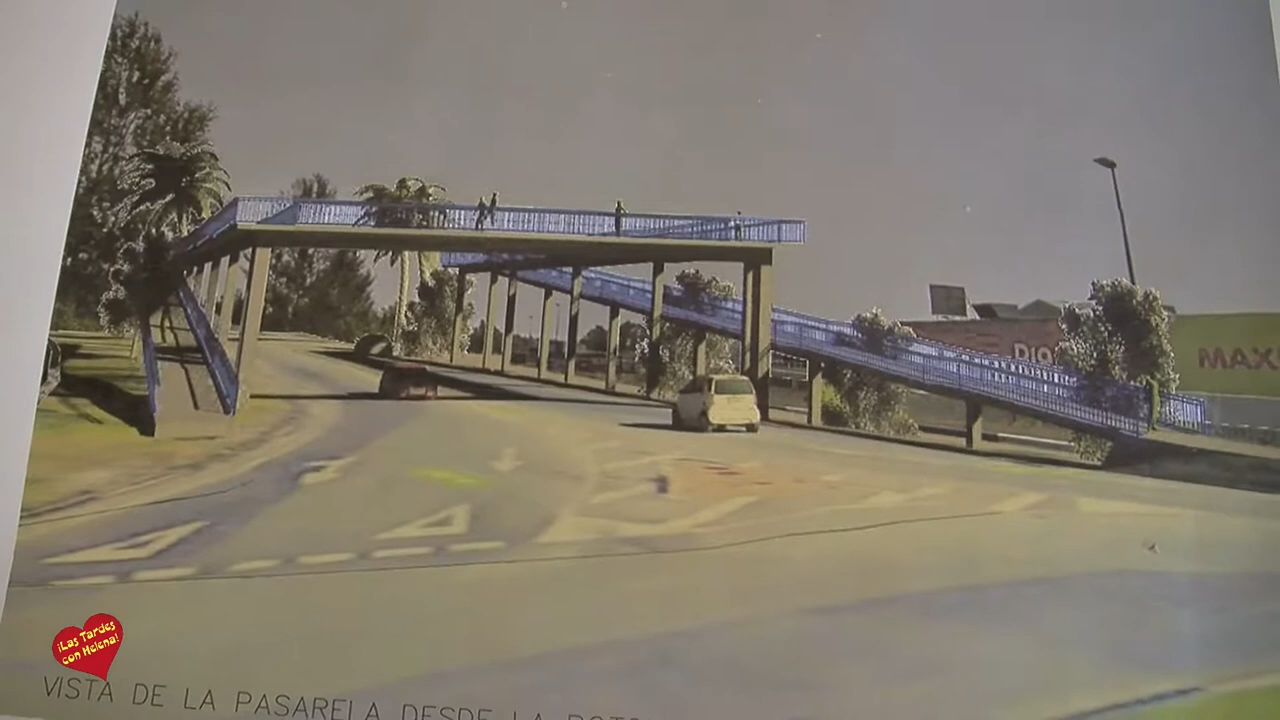 DIA
MAX
¡Las Tardes
con Helena!
VISTA DE LA PASARELA DESDE LA